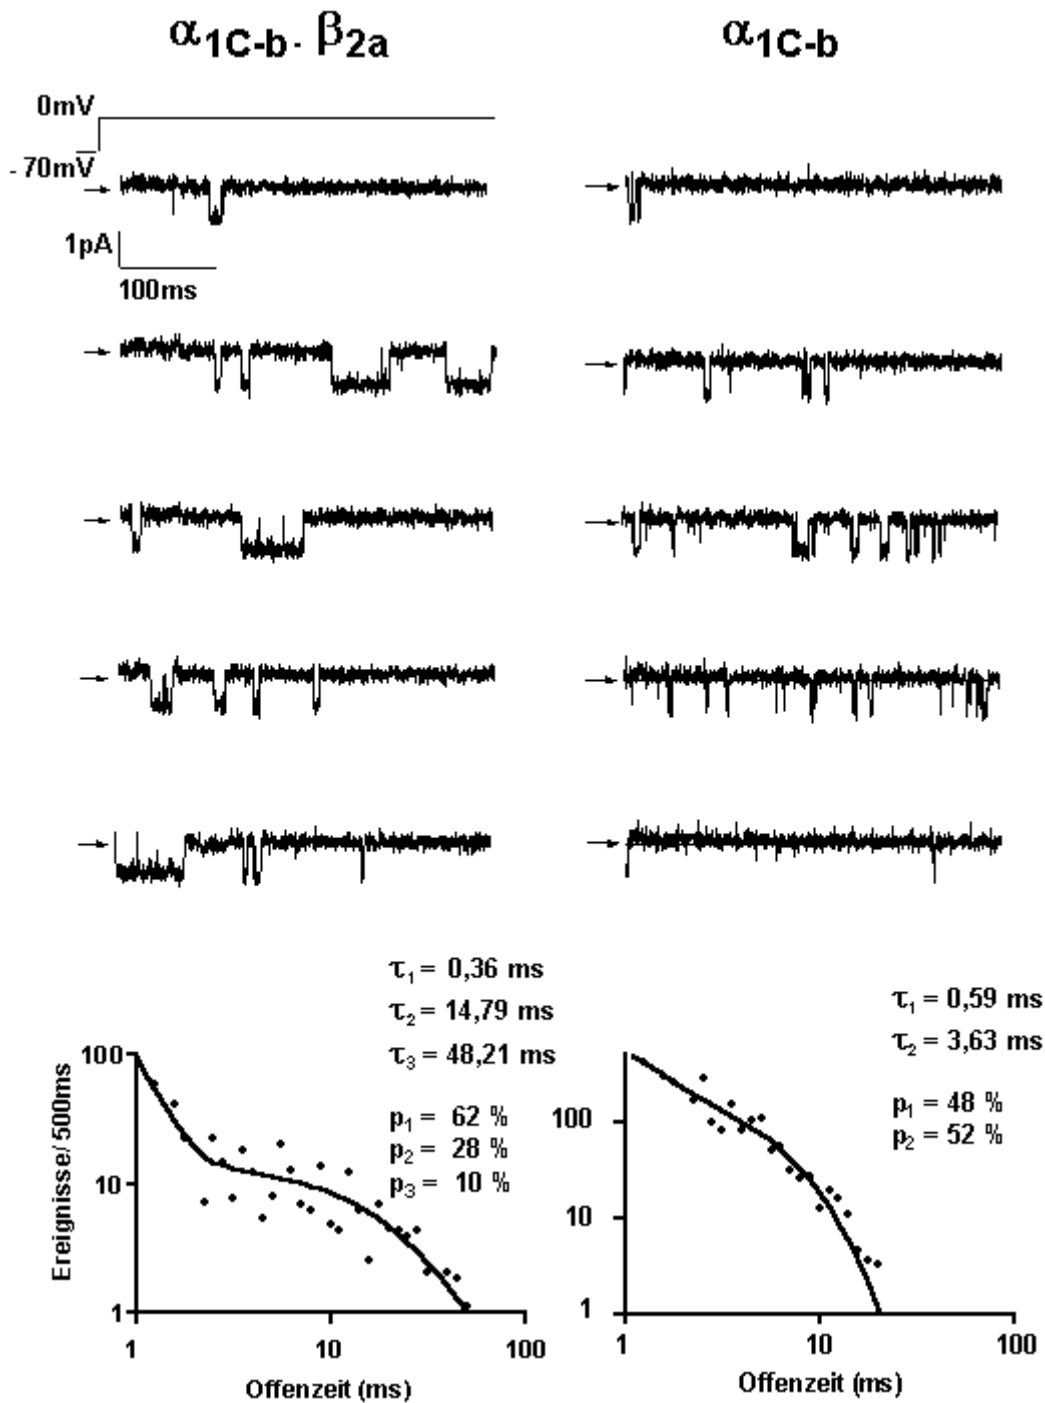 α1C-b - β2a
α1C-b
0mV
- 70mV
1pA
100ms
τ1 = 0,36 ms
τ2 = 14,79 ms
τ3 = 48,21 ms
p1 = 62 %
p2 = 28 %
p3 = 10 %
τ1 = 0,59 ms
τ2 = 3,63 ms
p1 = 48 %
p2 = 52 %
Ereignisse/ 500ms
100
10
1
1
10
100
Offenzeit (ms)
100
10
1
1
10
100
Offenzeit (ms)